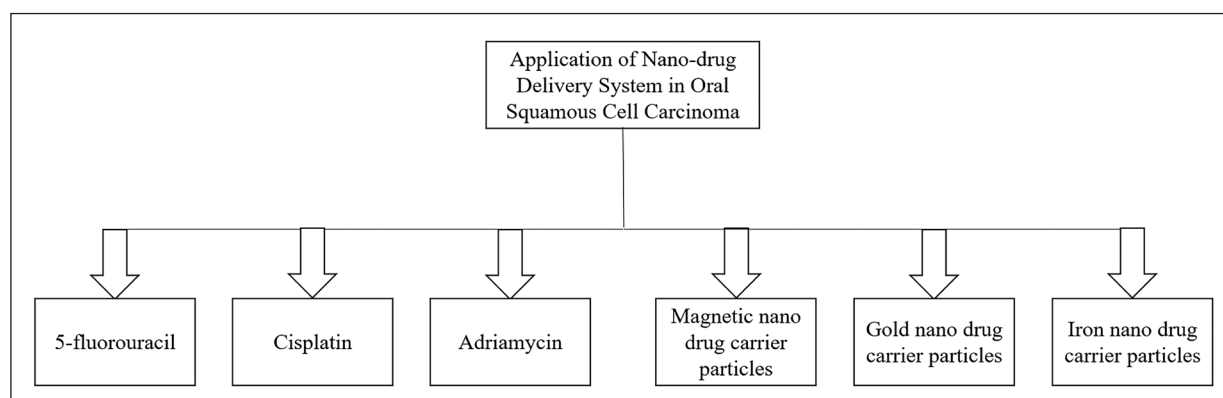 Application of Nano-drug
Delivery System in Oral
Squamous Cell Carcinoma
5-fluorouracil
Cisplatin
Adriamycin
Magnetic nano
drug carrier
particles
Gold nano drug
carrier particles
Iron nano drug
carrier particles